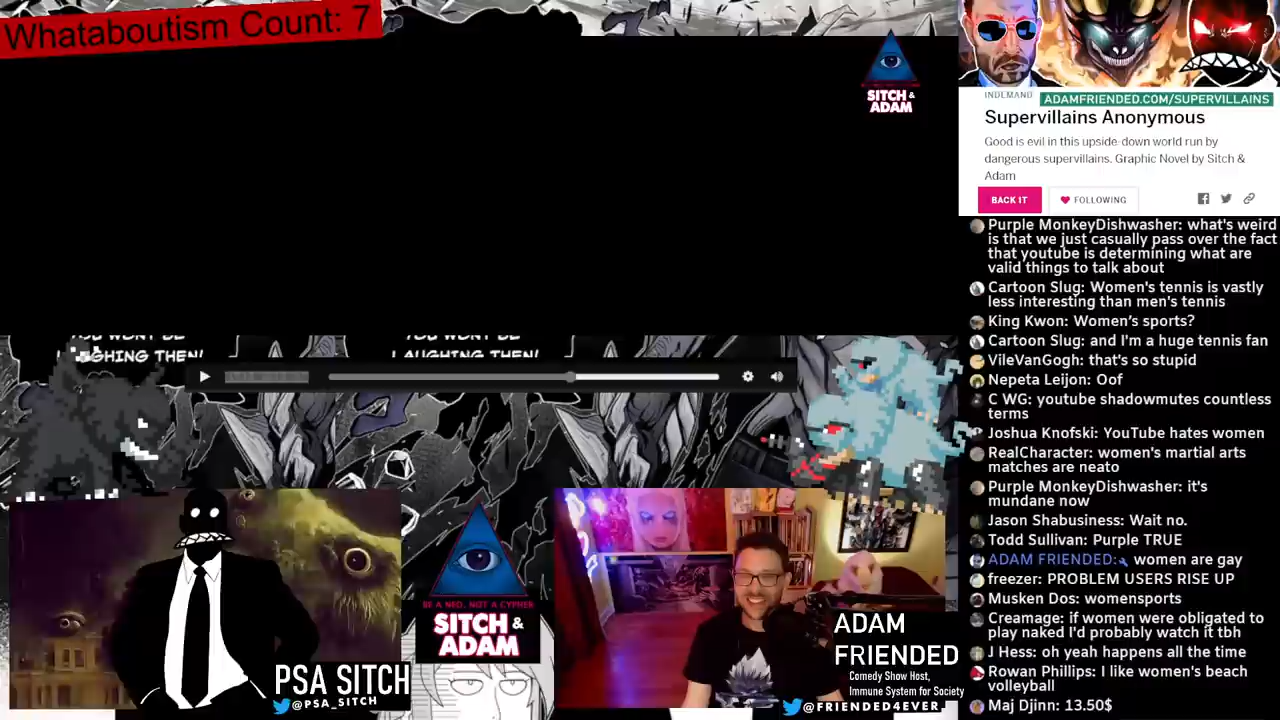 Whataboutism Count: 7
SITCH &
ADAM
INDEMAND
ADAMFRIENDED.COM/SUPERVILLAINS
Supervillains Anonymous
Good is evil in this upside-down world run by
dangerous supervillains. Graphic Novel by Sitch &
Adam
BACK IT
FOLLOWING
Purple MonkeyDishwasher: what's weird
is that we just casually pass over the fact
that youtube is determining what are
valid things to talk about
Cartoon Slug: Women's tennis is vastly
less interesting than men's tennis
King Kwon: Women's sports?
Cartoon Slug: and I'm a huge tennis fan
VileVanGogh: that's so stupid
Nepeta Leijon: Oof
C WG: youtube shadowmutes countless
terms
Joshua Knofski: YouTube hates women
RealCharacter: women's martial arts
matches are neato
Purple MonkeyDishwasher: it's
mundane now
Jason Shabusiness: Wait no.
Todd Sullivan: Purple TRUE
ADAM FRIENDED: women are gay
freezer: PROBLEM USERS RISE UP
Musken Dos: womensports
Creamage: if women were obligated to
play naked I'd probably watch it tbh
J Hess: oh yeah happens all the time
Rowan Phillips: I like women's beach
volleyball
Maj Djinn: 13.50$
YOU WON'T BE
LAUGHING THEN!
YOU WON'T BE
LAUGHING THEN!
BE A NEO, NOT A CYPHER
SITCH &
ADAM
PSA SITCH
@PSA_SITCH
ADAM
FRIENDED
Comedy Show Host,
Immune System for Society
@FRIENDED4EVER